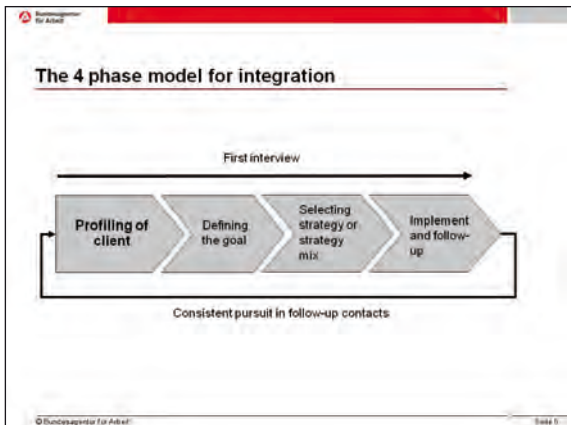 Bundesagentur
für Arbeit
The 4 phase model for integration
First interview
Profiling of
client
Defining
the goal
Selecting
strategy or
strategy
mix
Implement
and follow-
up
Consistent pursuit in follow-up contacts
© Bundesagentur für Arbeit
Seite 5